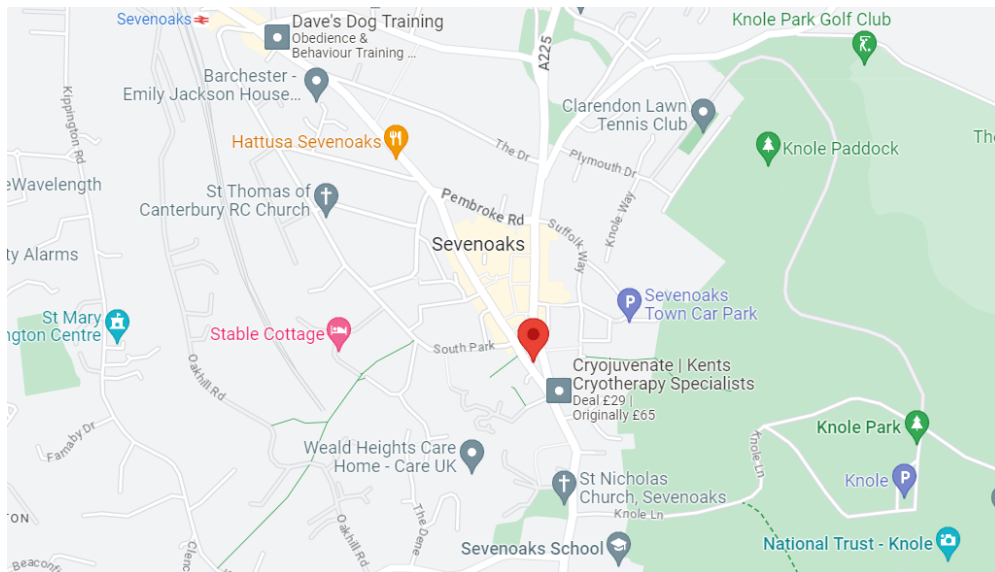 Sevenoaks
Dave's Dog Training
Obedience &
Behaviour Training ...
A225
Knole Park Golf Club
Barchester -
Emily Jackson House...
Kippington Rd
Clarendon Lawn
Tennis Club
Hattusa Sevenoaks
The Dr
Plymouth Dr
Knole Paddock
The
eWavelength
St Thomas of
Canterbury RC Church
Pembroke Rd
Knole Way
Suffolk Way
Sevenoaks
ty Alarms
Sevenoaks
Town Car Park
St Mary
ngton Centre
Stable Cottage
South Park
Oakhill Rd
Cryojuvenate | Kents
Cryotherapy Specialists
Deal £29 |
Originally £65
Farnaby Dr
Knole Park
Knole Ln
Weald Heights Care
Home - Care UK
St Nicholas
Church, Sevenoaks
Knole
Knole Ln
TON
Oakhill Rd
The Dene
Sevenoaks School
National Trust - Knole
Clenc
Beaconfi